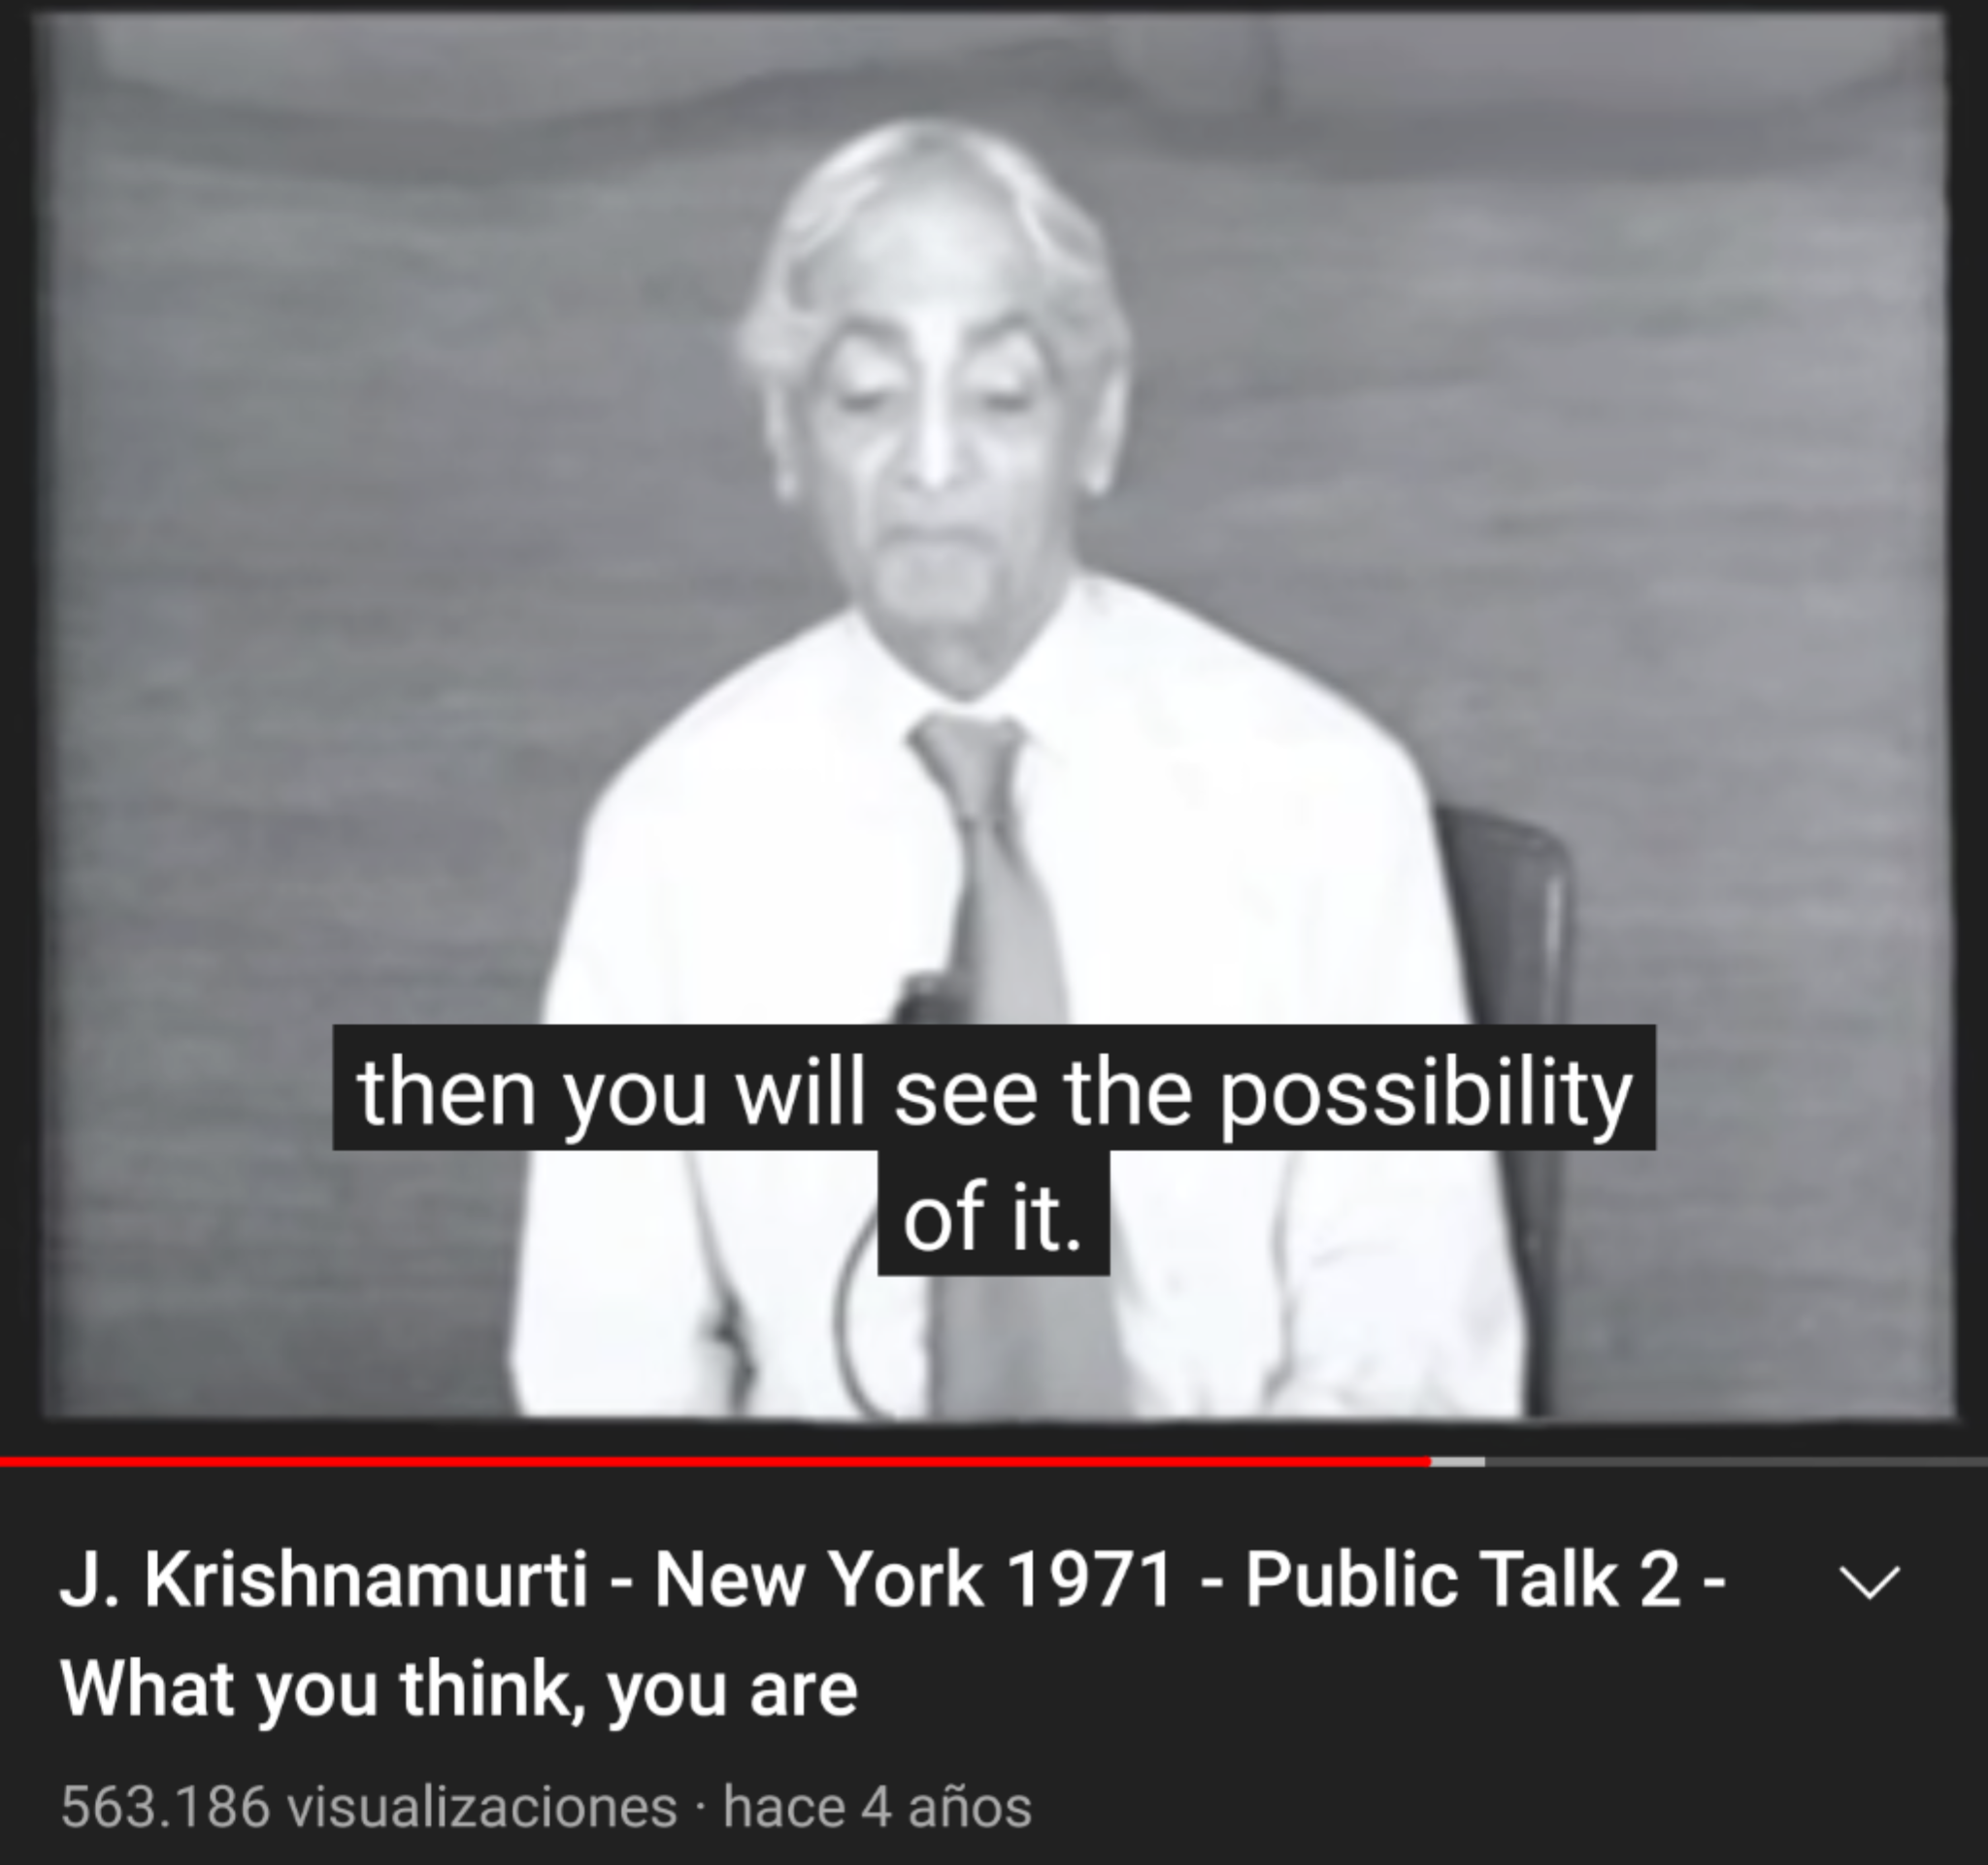 then you will see the possibility
of it.
J. Krishnamurti - New York 1971 - Public Talk 2 -
What you think, you are
563.186 visualizaciones · hace 4 años